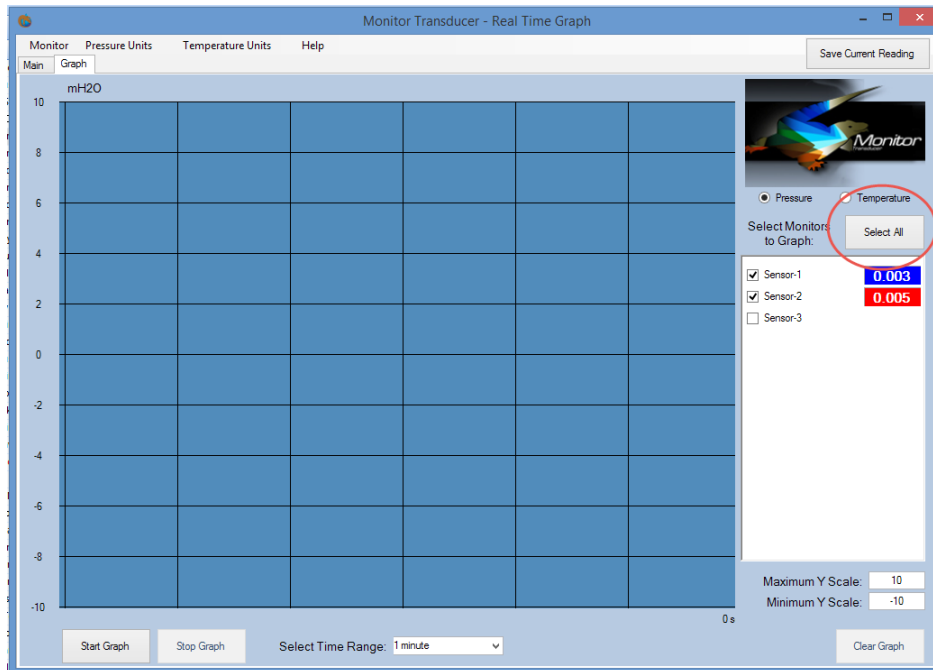 Monitor Transducer - Real Time Graph
Monitor Pressure Units Temperature Units Help
Save Current Reading
Main Graph
mH2O
10
8
6
4
2
0
-2
-4
-6
-8
-10
0 s
Monitor
Transducer
Pressure Temperature
Select Monitors
to Graph:
Select All
Sensor-1 0.003
Sensor-2 0.005
Sensor-3
Maximum Y Scale: 10
Minimum Y Scale: -10
Start Graph Stop Graph Select Time Range: 1 minute Clear Graph